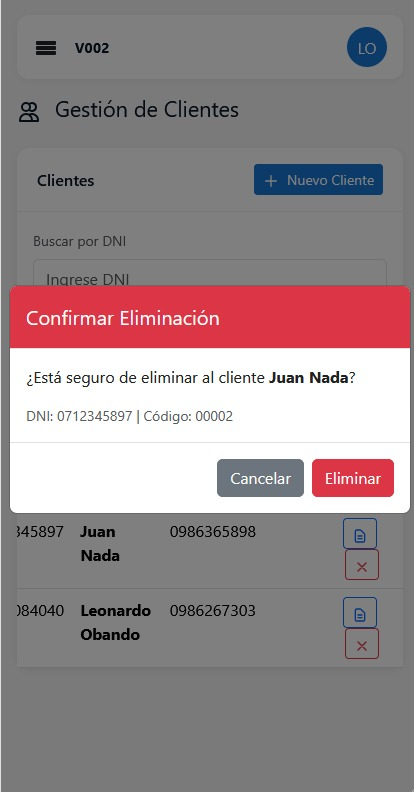 V002
LO
Gestión de Clientes
Clientes
+ Nuevo Cliente
Buscar por DNI
Ingrese DNI
Confirmar Eliminación
¿Está seguro de eliminar al cliente Juan Nada?
DNI: 0712345897 | Código: 00002
Cancelar
Eliminar
345897 Juan Nada 0986365898
084040 Leonardo Obando 0986267303